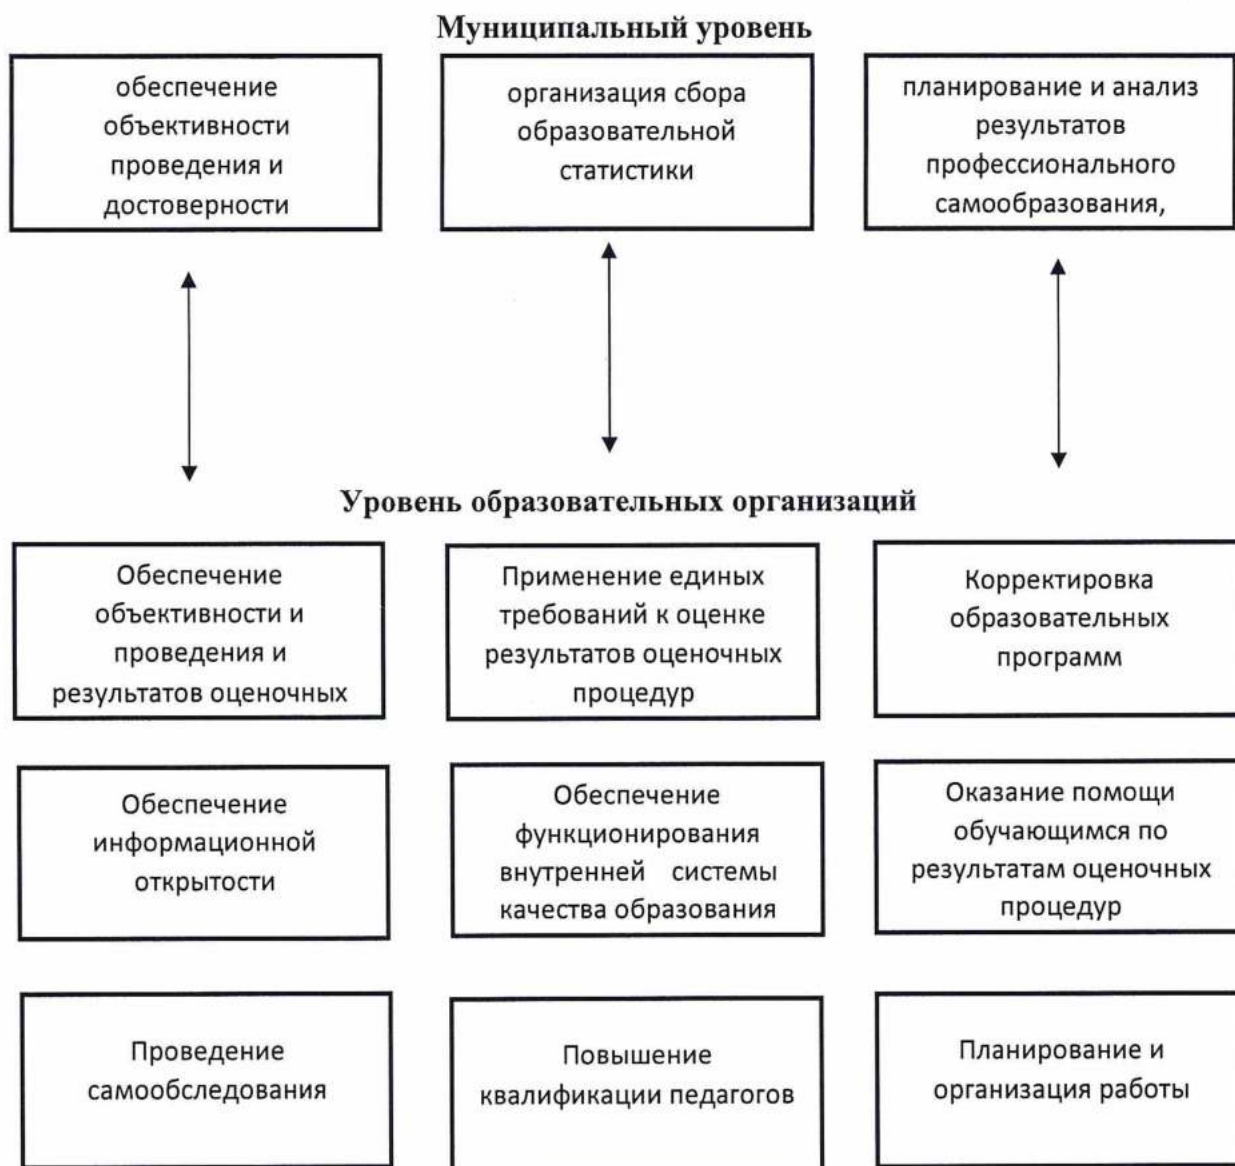 Муниципальный уровень
обеспечение
объективности
проведения и
достоверности
организация сбора
образовательной
статистики
планирование и анализ
результатов
профессионального
самообразования,
Уровень образовательных организаций
Обеспечение
объективности и
проведения и
результатов оценочных
Применение единых
требований к оценке
результатов оценочных
процедур
Корректировка
образовательных
программ
Обеспечение
информационной
открытости
Обеспечение
функционирования
внутренней системы
качества образования
Оказание помощи
обучающимся по
результатам оценочных
процедур
Проведение
самообследования
Повышение
квалификации педагогов
Планирование и
организация работы